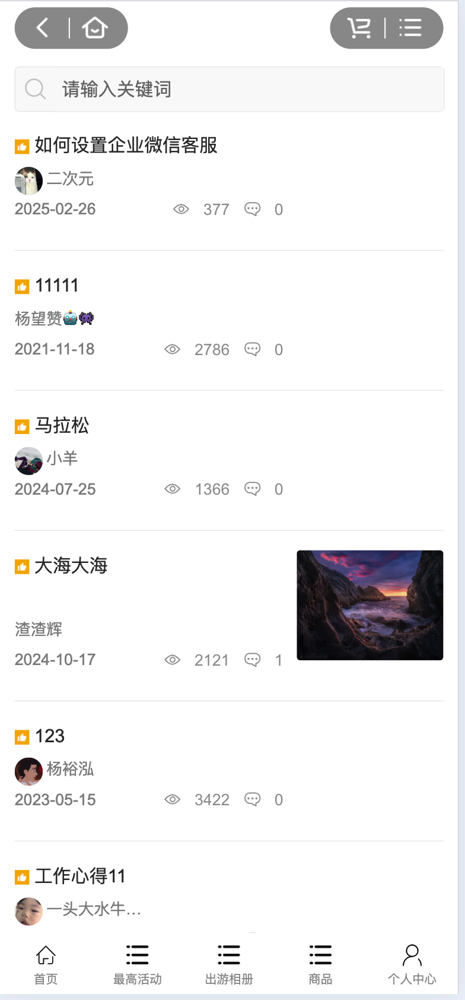 请输入关键词
如何设置企业微信客服
二次元
2025-02-26 377 0
11111
杨望赞🤖👾
2021-11-18 2786 0
马拉松
小羊
2024-07-25 1366 0
大海大海
渣渣辉
2024-10-17 2121 1
123
杨裕泓
2023-05-15 3422 0
工作心得11
一头大水牛...
首页 最高活动 出游相册 商品 个人中心